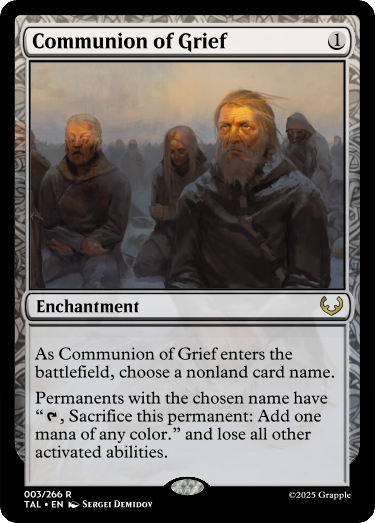 Communion of Grief 1
Enchantment
As Communion of Grief enters the
battlefield, choose a nonland card name.
Permanents with the chosen name have
“, Sacrifice this permanent: Add one
mana of any color.” and lose all other
activated abilities.
003/266 R
TAL • EN Sergei Demidov
©2025 Grapple